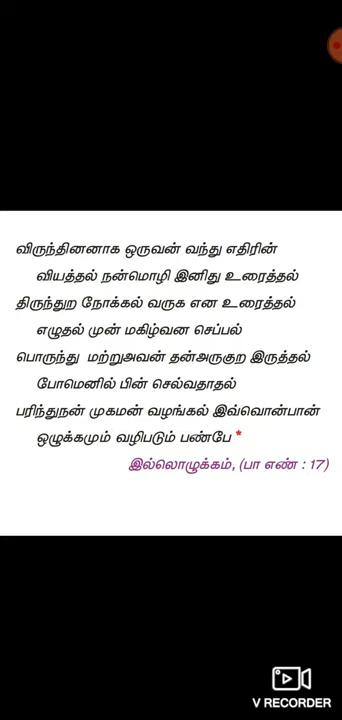 விருந்தினனாக ஒருவன் வந்து எதிரின்
வியத்தல் நன்மொழி இனிது உரைத்தல்
திருந்துற நோக்கல் வருக என உரைத்தல்
எழுதல் முன் மகிழ்வன செப்பல்
பொருந்து மற்றுஅவன் தன்அருகுற இருத்தல்
போமெனில் பின் செல்வதாதல்
பரிந்துநன் முகமன் வழங்கல் இவ்வொன்பான்
ஒழுக்கமும் வழிபடும் பண்பே *
இல்லொழுக்கம், (பா எண் : 17)
V RECORDER